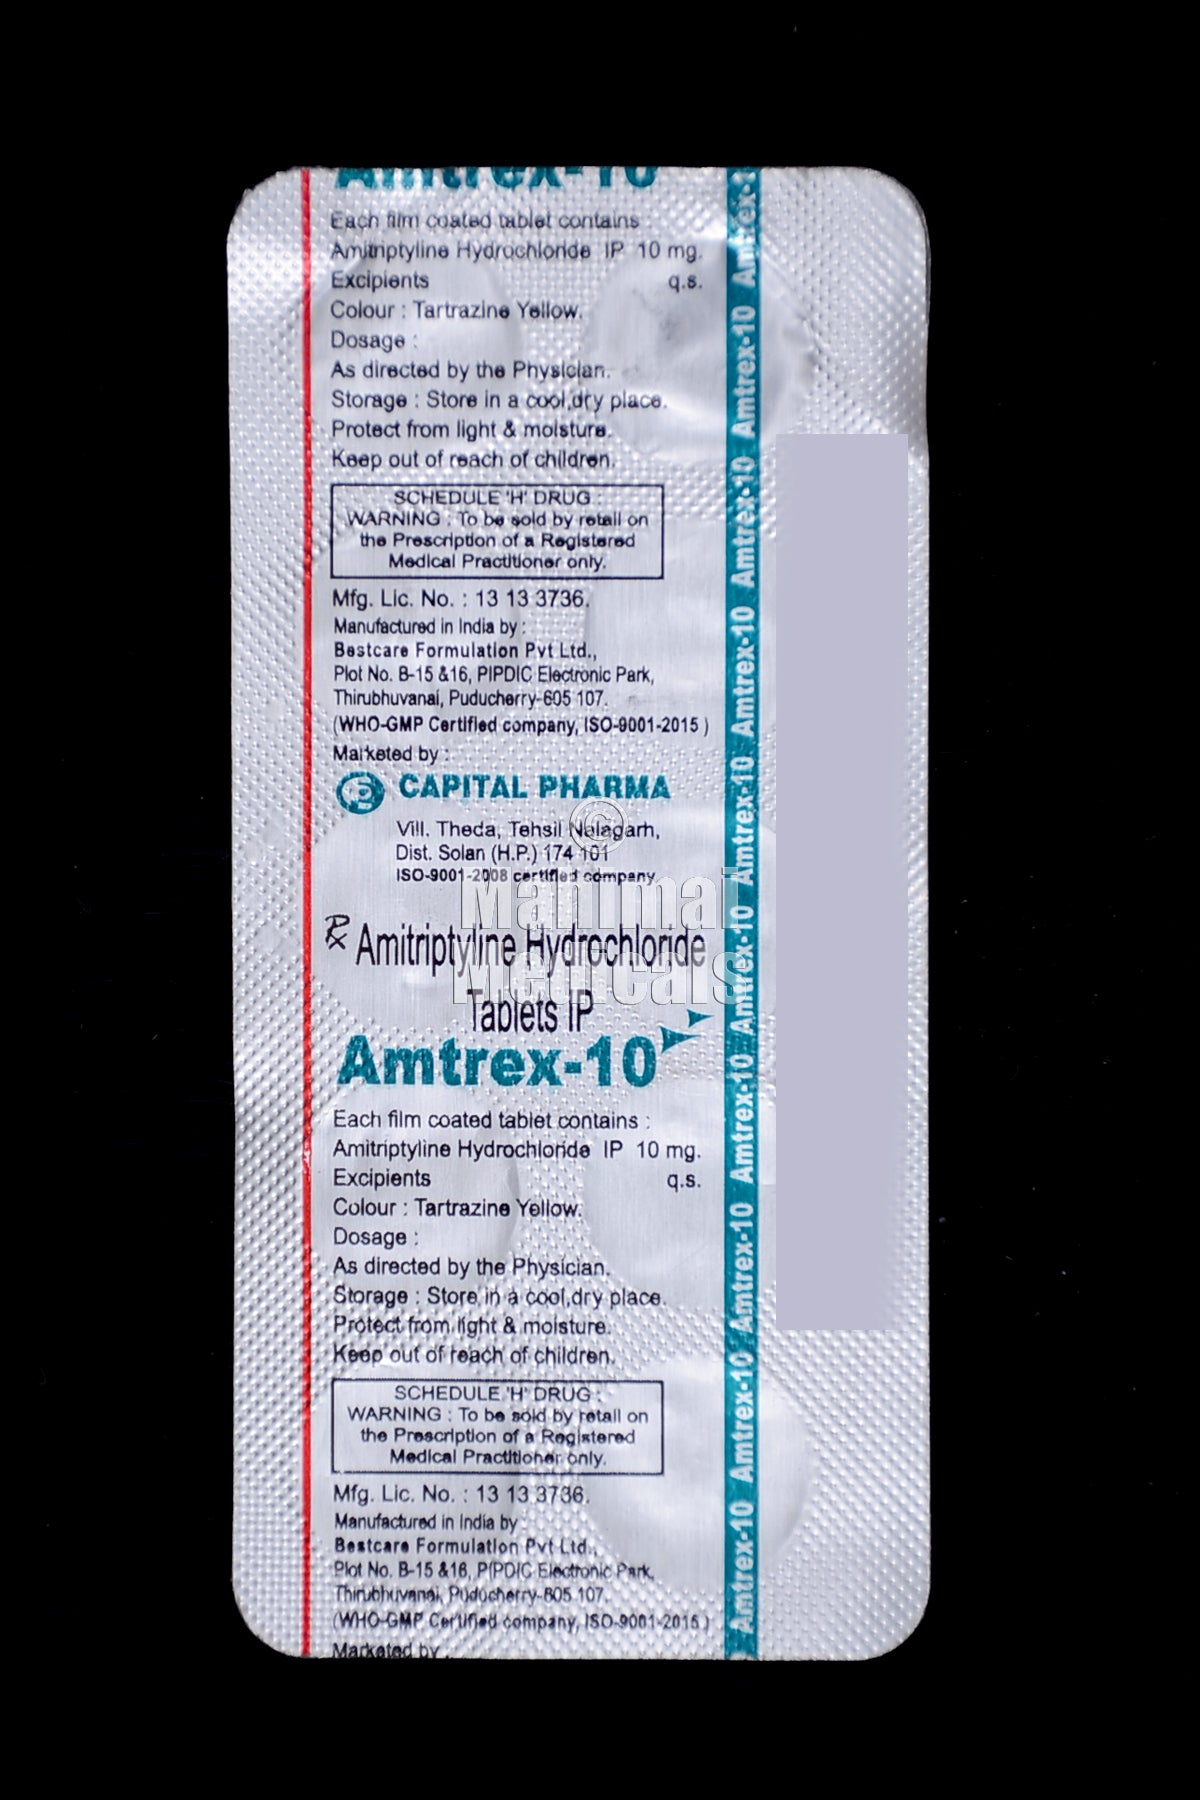 Amtrex-10
Each film coated tablet contains :
Amitriptyline Hydrochloride IP 10 mg.
Excipients q.s.
Colour : Tartrazine Yellow.
Dosage :
As directed by the Physician.
Storage : Store in a cool,dry place.
Protect from light & moisture.
Keep out of reach of children.
SCHEDULE 'H' DRUG :
WARNING : To be sold by retail on
the Prescription of a Registered
Medical Practitioner only.
Mfg. Lic. No. : 13 13 3736.
Manufactured in India by :
Bestcare Formulation Pvt Ltd.,
Plot No. B-15 &16, PIPDIC Electronic Park,
Thirubhuvanai, Puducherry-605 107.
(WHO-GMP Certified company, ISO-9001-2015 )
Marketed by :
CAPITAL PHARMA
Vill. Theda, Tehsil Nalagarh,
Dist. Solan (H.P.) 174 101
ISO-9001-2008 certified company.
©
Mahimai
Medicals
Rx Amitriptyline Hydrochloride
Tablets IP
Amtrex-10
Each film coated tablet contains :
Amitriptyline Hydrochloride IP 10 mg.
Excipients q.s.
Colour : Tartrazine Yellow.
Dosage :
As directed by the Physician.
Storage : Store in a cool,dry place.
Protect from light & moisture.
Keep out of reach of children.
SCHEDULE 'H' DRUG :
WARNING : To be sold by retail on
the Prescription of a Registered
Medical Practitioner only.
Mfg. Lic. No. : 13 13 3736.
Manufactured in India by :
Bestcare Formulation Pvt Ltd.,
Plot No. B-15 &16, PIPDIC Electronic Park,
Thirubhuvanai, Puducherry-605 107.
(WHO-GMP Certified company, ISO-9001-2015 )
Marketed by :
Amtrex-10 Amtrex-10 Amtrex-10 Amtrex-10 Amtrex-10 Amtrex-10 Amtrex-10 Amtrex-10 Amtrex-10 Amtrex-1